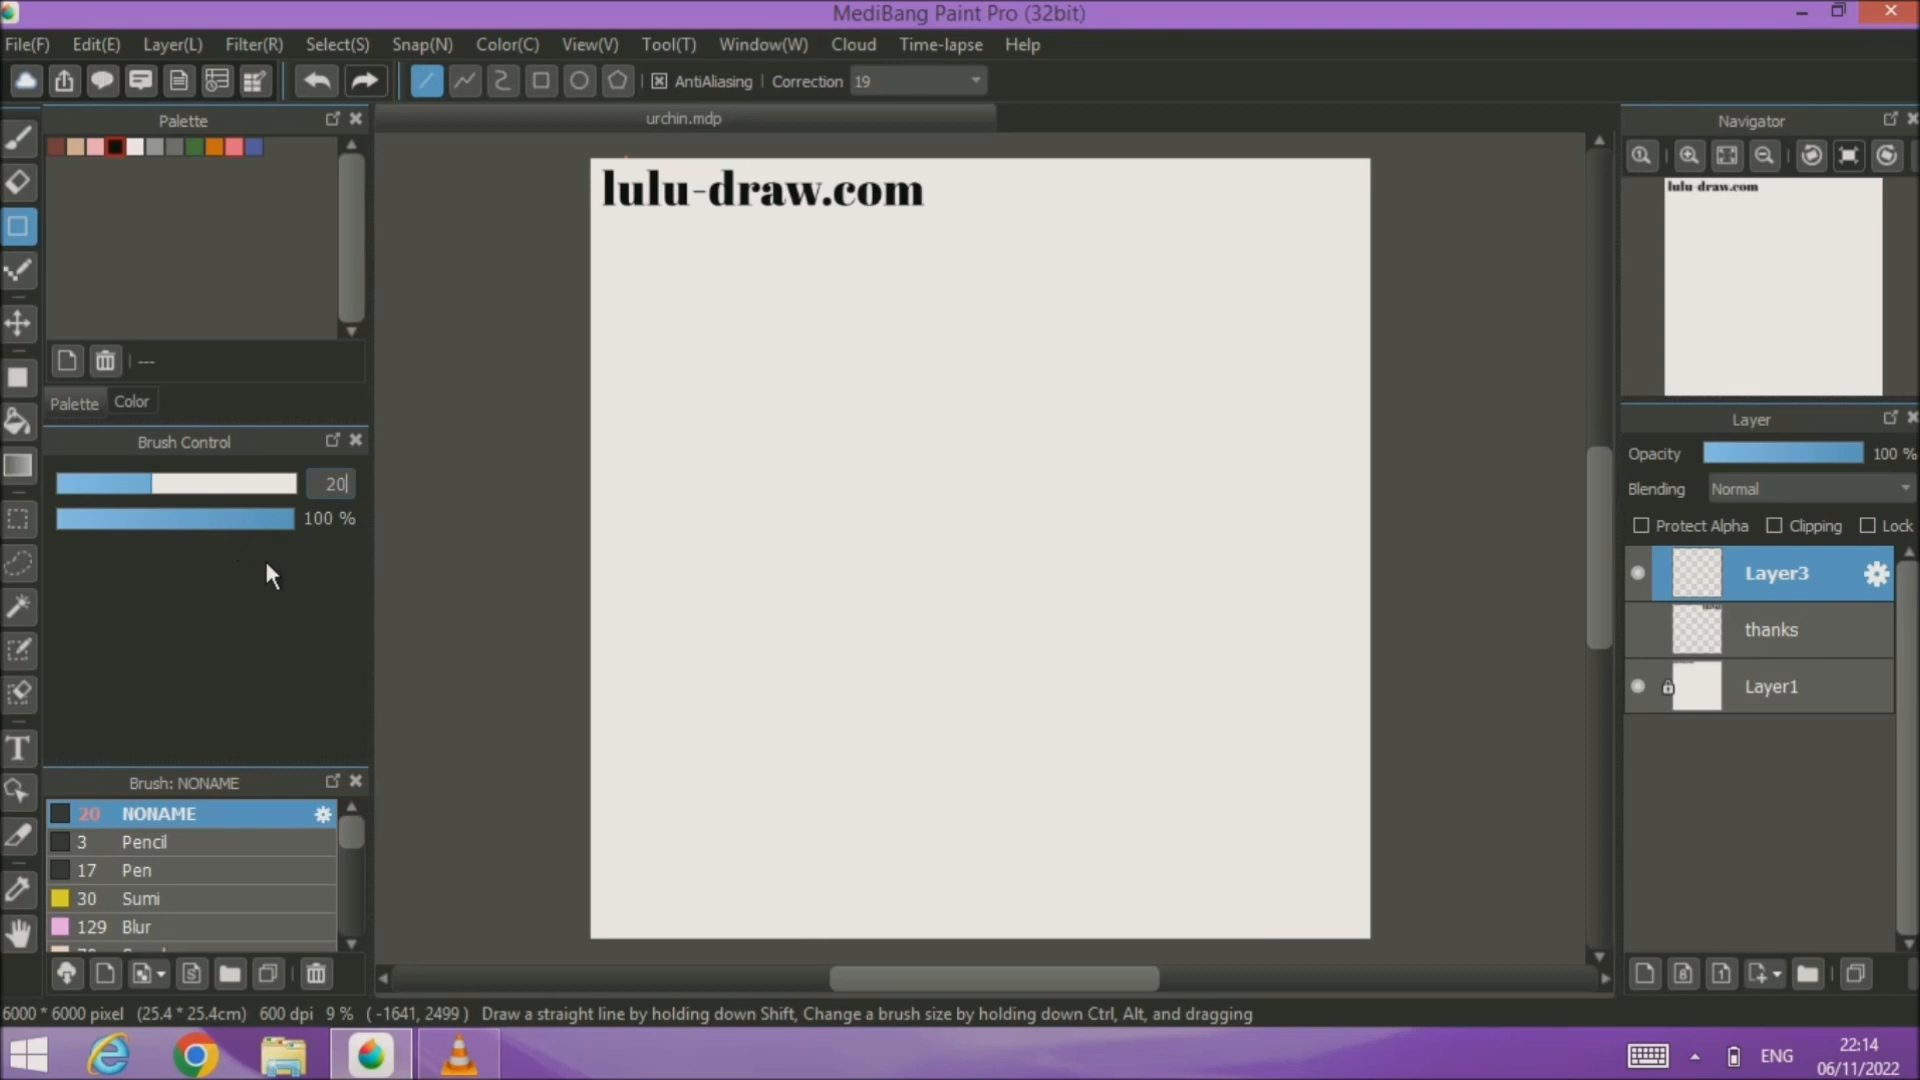 MediBang Paint Pro (32bit)
File(F) Edit(E) Layer(L) Filter(R) Select(S) Snap(N) Color(C) View(V) Tool(T) Window(W) Cloud Time-lapse Help
AntiAliasing Correction 19
Palette
urchin.mdp
Navigator
lulu-draw.com
lulu-draw.com
---
Palette Color
Brush Control
20
100 %
Layer
Opacity 100 %
Blending Normal
Protect Alpha Clipping Lock
Layer3
thanks
Layer1
Brush: NONAME
20 NONAME
3 Pencil
17 Pen
30 Sumi
129 Blur
6000 * 6000 pixel (25.4 * 25.4cm) 600 dpi 9 % ( -1641, 2499 ) Draw a straight line by holding down Shift, Change a brush size by holding down Ctrl, Alt, and dragging
ENG
22:14
06/11/2022